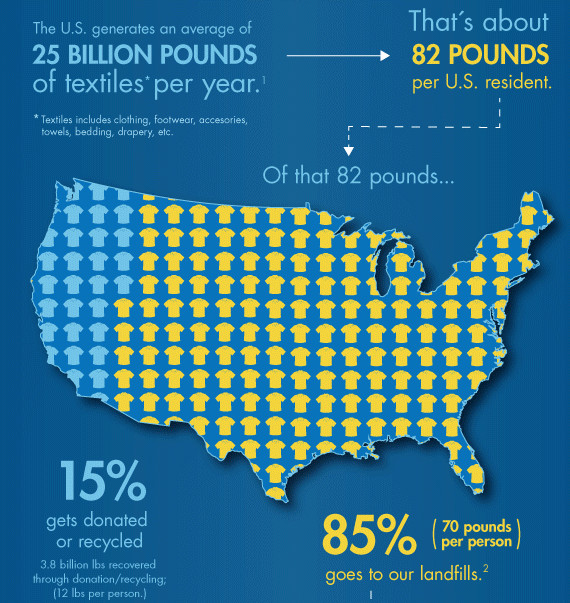 The U.S. generates an average of
25 BILLION POUNDS
of textiles* per year.1
* Textiles includes clothing, footwear, accesories,
towels, bedding, drapery, etc.
That´s about
82 POUNDS
per U.S. resident.
Of that 82 pounds...
15%
gets donated
or recycled
3.8 billion lbs recovered
through donation/recycling;
(12 lbs per person.)
85% (70 pounds
per person)
goes to our landfills.2